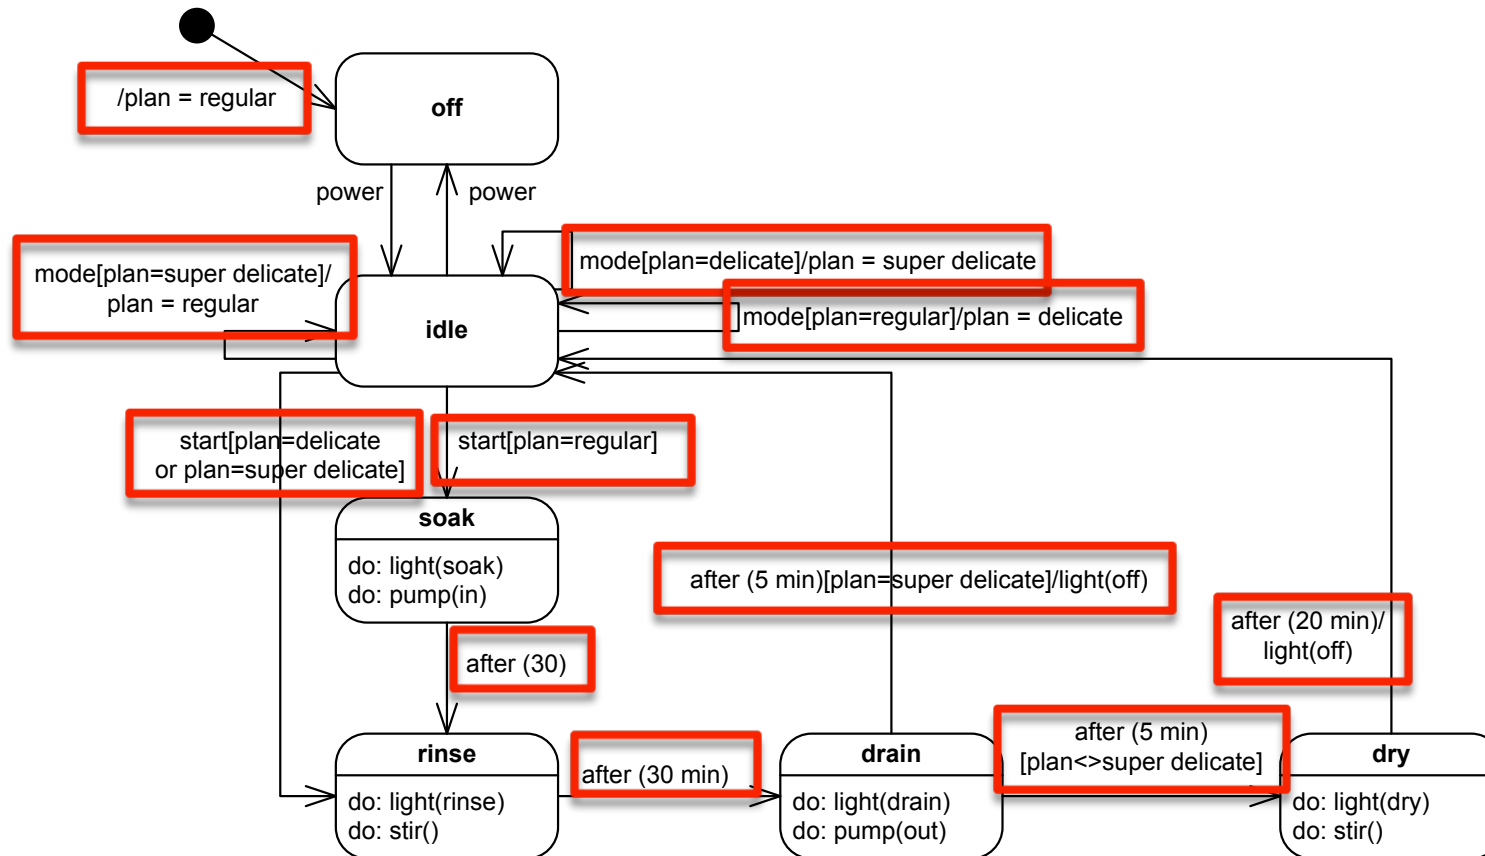 /plan = regular
off
power
power
mode[plan=super delicate]/
plan = regular
mode[plan=delicate]/plan = super delicate
mode[plan=regular]/plan = delicate
idle
start[plan=delicate
or plan=super delicate]
start[plan=regular]
soak
do: light(soak)
do: pump(in)
after (5 min)[plan=super delicate]/light(off)
after (20 min)/
light(off)
after (30)
rinse
do: light(rinse)
do: stir()
after (30 min)
drain
do: light(drain)
do: pump(out)
after (5 min)
[plan<>super delicate]
dry
do: light(dry)
do: stir()